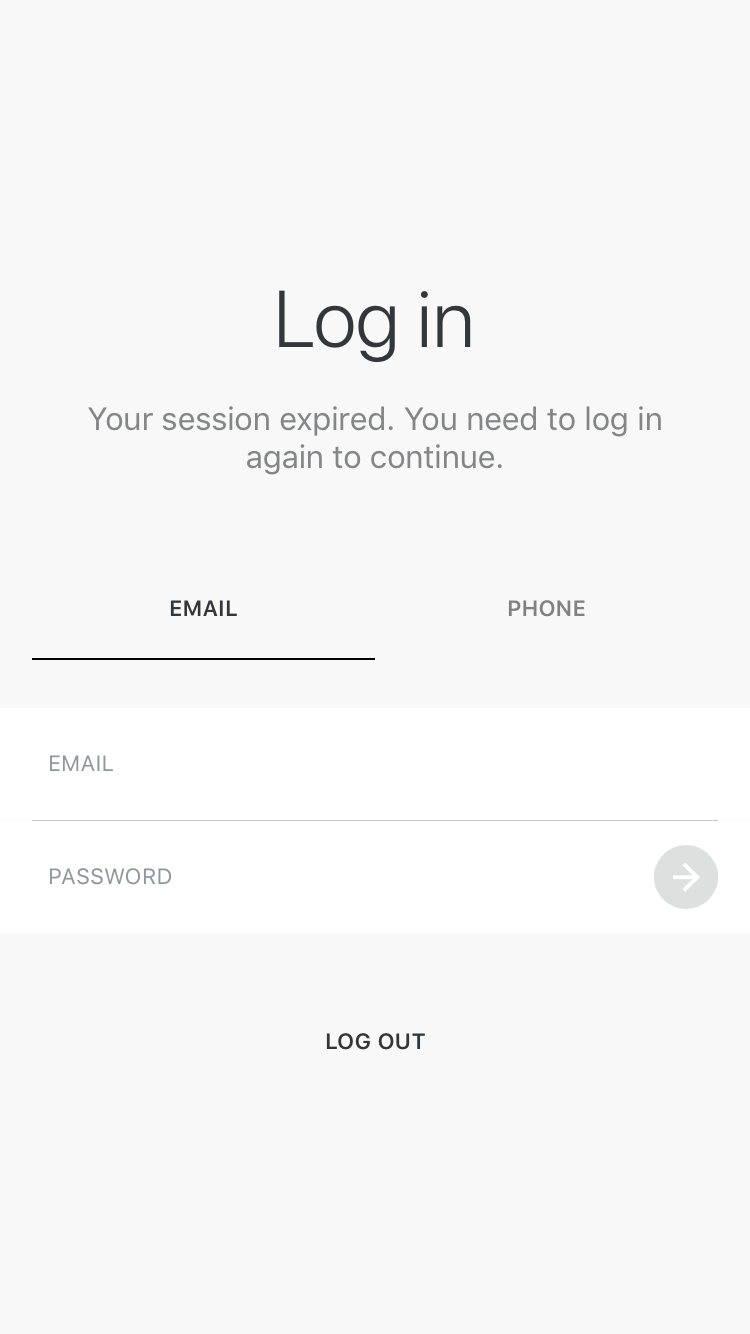 Log in
Your session expired. You need to log in
again to continue.
EMAIL
PHONE
EMAIL
PASSWORD
LOG OUT